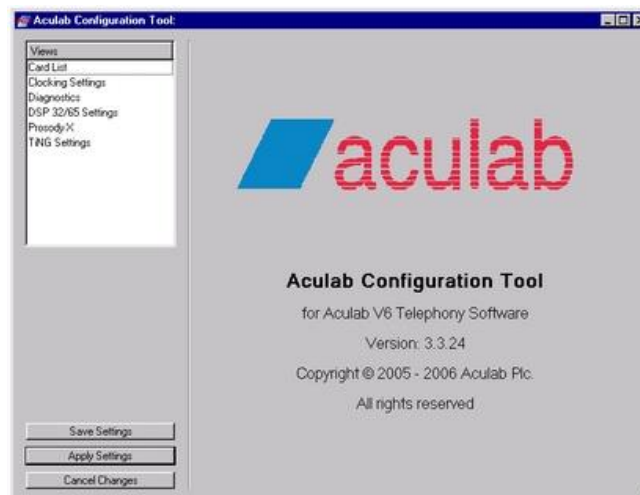 Aculab Configuration Tool:
Views
Card List
Clocking Settings
Diagnostics
DSP 32/65 Settings
Prosody X
TiNG Settings
aculab
Aculab Configuration Tool
for Aculab V6 Telephony Software
Version: 3.3.24
Copyright © 2005 - 2006 Aculab Plc.
All rights reserved
Save Settings
Apply Settings
Cancel Changes